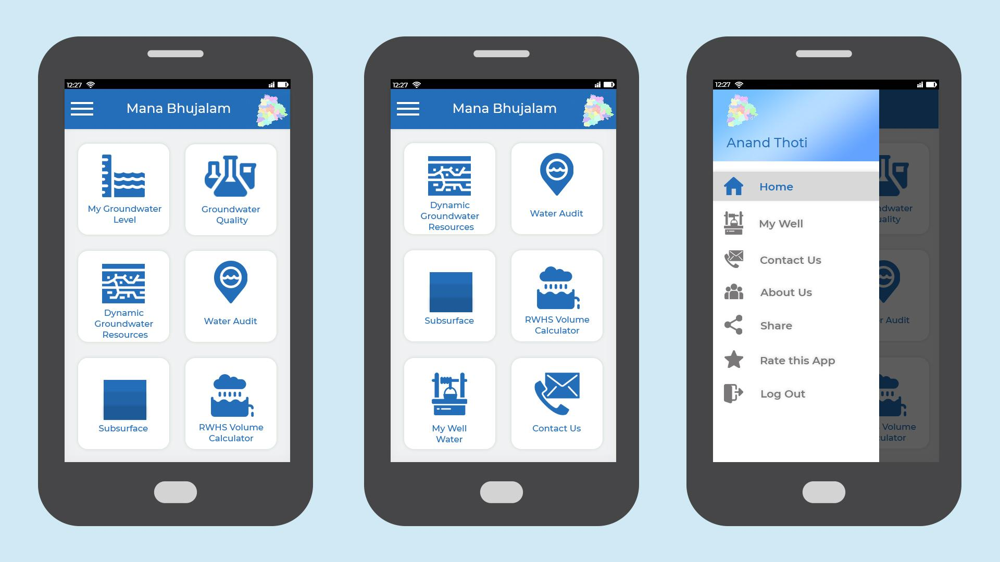 12:27
Mana Bhujalam
My Groundwater
Level
Groundwater
Quality
Dynamic
Groundwater
Resources
Water Audit
Subsurface
RWHS Volume
Calculator
12:27
Mana Bhujalam
Dynamic
Groundwater
Resources
Water Audit
Subsurface
RWHS Volume
Calculator
My Well
Water
Contact Us
12:27
Anand Thoti
Home
My Well
Contact Us
About Us
Share
Rate this App
Log Out
ndwater
uality
r Audit
Volume
culator